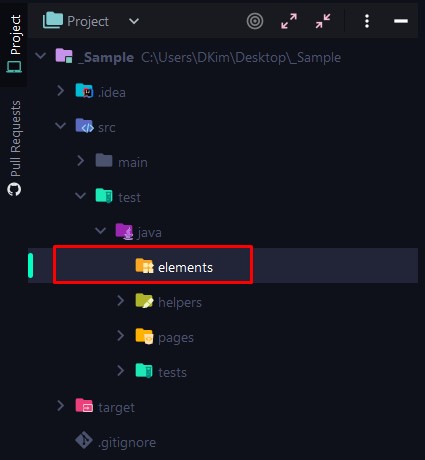 Project
Project
Pull Requests
_Sample C:\Users\DKim\Desktop\_Sample
.idea
src
main
test
java
elements
helpers
pages
tests
target
.gitignore